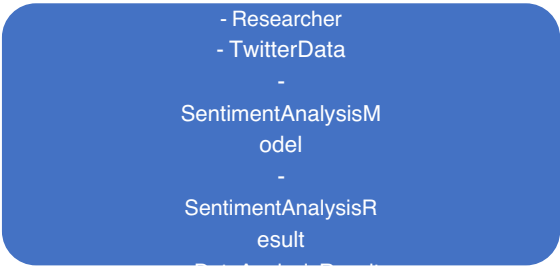 - Researcher
- TwitterData
-
SentimentAnalysisM
odel
-
SentimentAnalysisR
esult